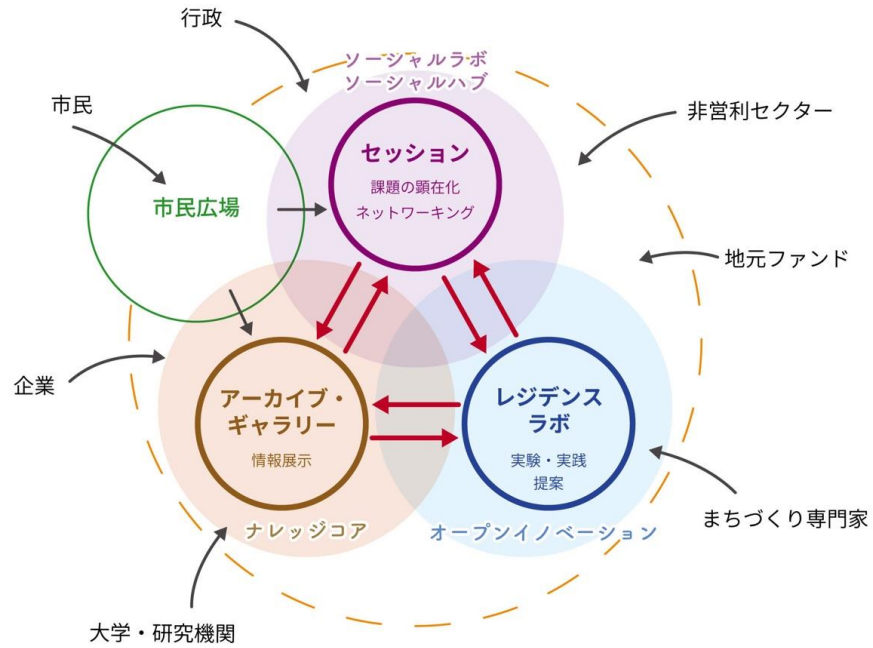 行政
ソーシャルラボ
ソーシャルハブ
市民
非営利セクター
セッション
課題の顕在化
ネットワーキング
市民広場
地元ファンド
企業
アーカイブ・
ギャラリー
情報展示
レジデンス
ラボ
実験・実践
提案
ナレッジコア
オープンイノベーション
まちづくり専門家
大学・研究機関